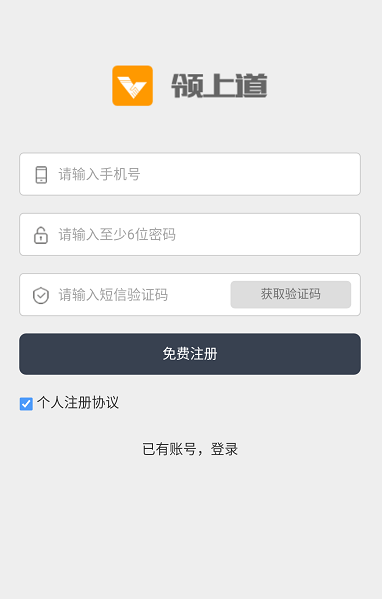 领上道
请输入手机号
请输入至少6位密码
请输入短信验证码 获取验证码
免费注册
个人注册协议
已有账号，登录